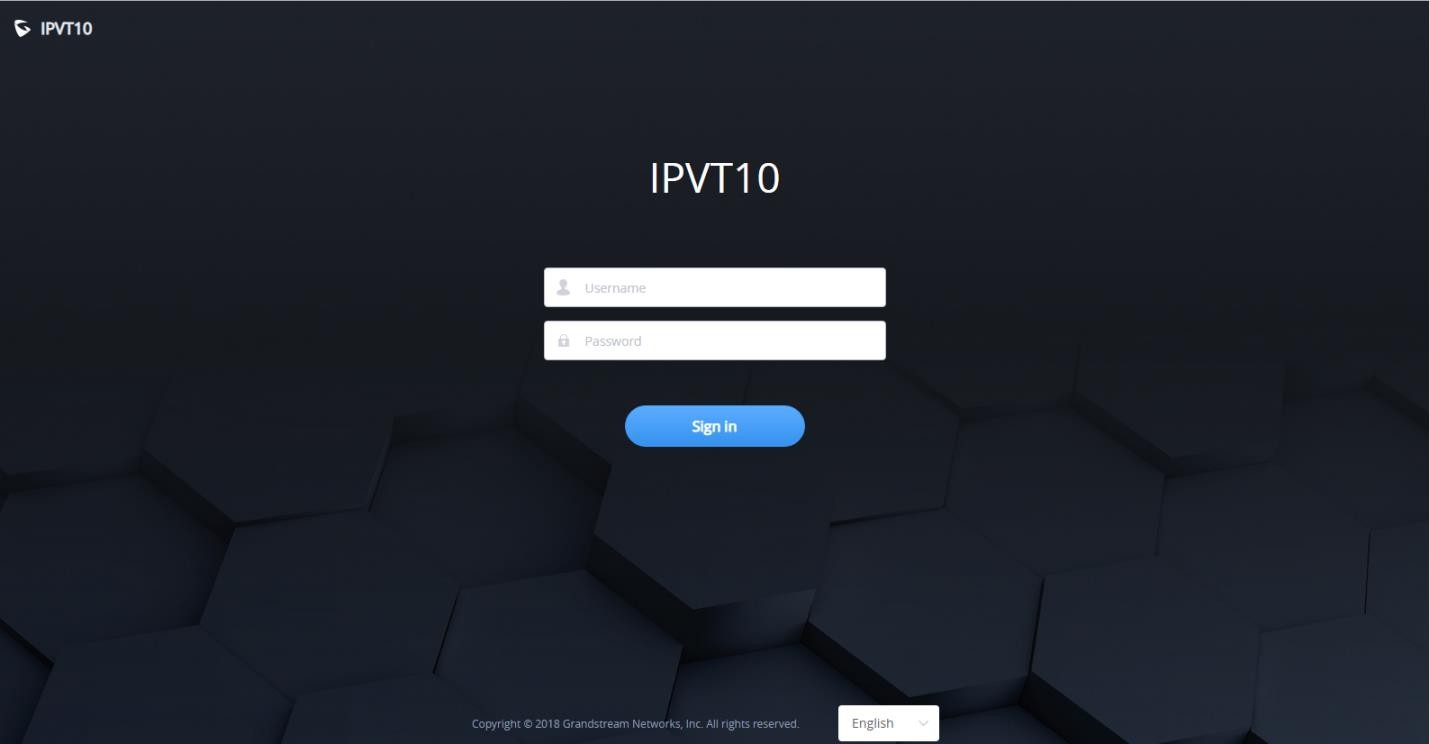 IPVT10
IPVT10
Username
Password
Sign in
Copyright © 2018 Grandstream Networks, Inc. All rights reserved.
English